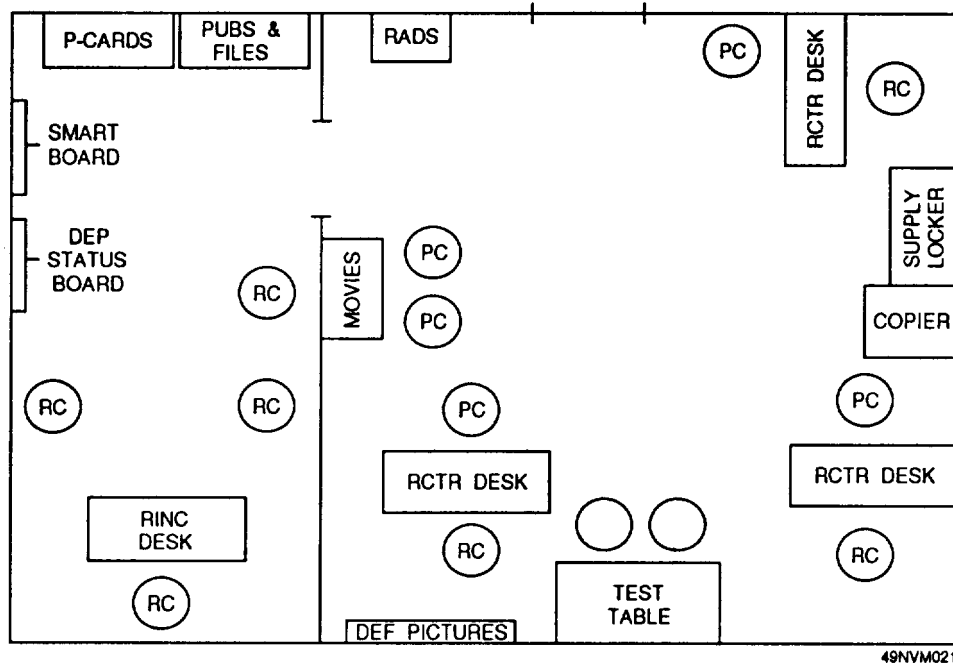 P-CARDS
PUBS &
FILES
RADS
PC
RCTR DESK
RC
SMART
BOARD
SUPPLY
LOCKER
DEP
STATUS
BOARD
RC
MOVIES
PC
PC
COPIER
RC
RC
PC
PC
RCTR DESK
RCTR DESK
RINC
DESK
RC
RC
RC
TEST
TABLE
DEF PICTURES
49NVM021